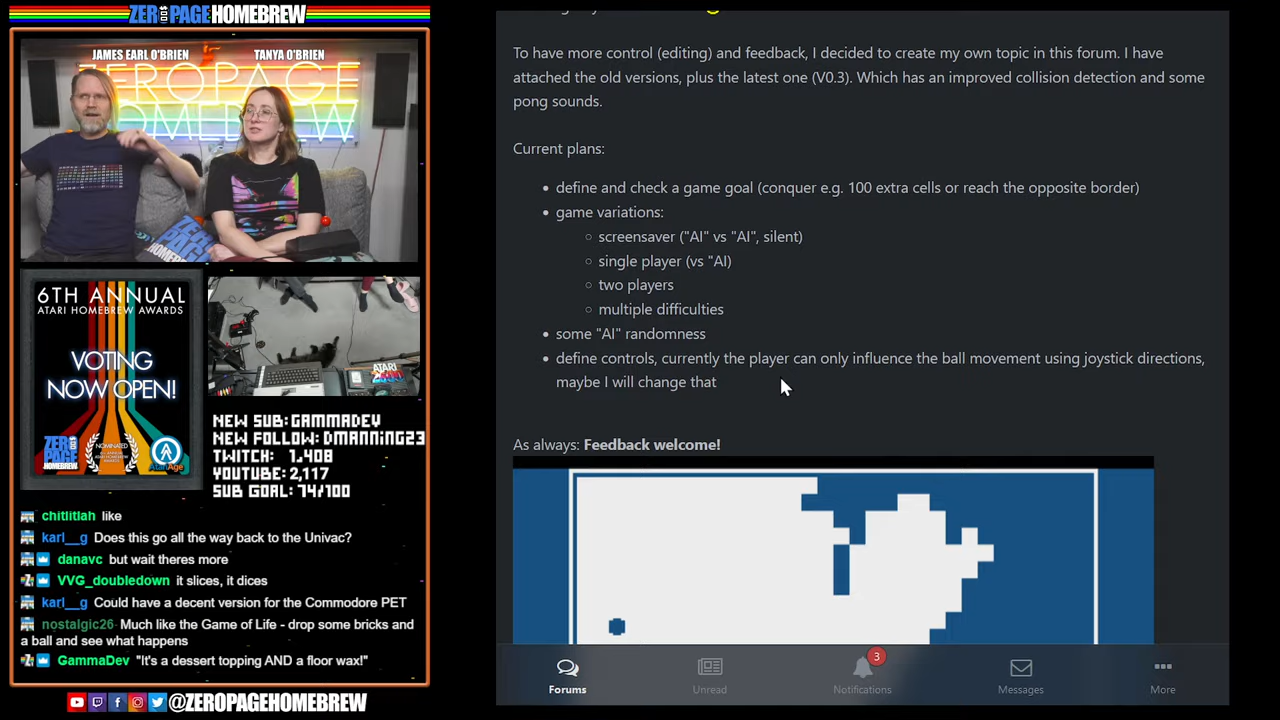 ZEROPAGE HOMEBREW
JAMES EARL O'BRIEN
TANYA O'BRIEN
ZEROPAGE
HOMEBREW
6TH ANNUAL
ATARI HOMEBREW AWARDS
VOTING
NOW OPEN!
NOMINATED
AtariAge
NEW SUB:GAMMADEV
NEW FOLLOW:DMANNING23
TWITCH: 1,408
YOUTUBE:2,117
SUB GOAL:74/100
chitlitlah like
karl__g Does this go all the way back to the Univac?
danavc but wait theres more
VVG_doubledown it slices, it dices
karl__g Could have a decent version for the Commodore PET
nostalgic26 Much like the Game of Life - drop some bricks and
a ball and see what happens
GammaDev "It's a dessert topping AND a floor wax!"
@ZEROPAGEHOMEBREW
To have more control (editing) and feedback, I decided to create my own topic in this forum. I have
attached the old versions, plus the latest one (V0.3). Which has an improved collision detection and some
pong sounds.
Current plans:
• define and check a game goal (conquer e.g. 100 extra cells or reach the opposite border)
• game variations:
○ screensaver ("AI" vs "AI", silent)
○ single player (vs "AI)
○ two players
○ multiple difficulties
• some "AI" randomness
• define controls, currently the player can only influence the ball movement using joystick directions,
maybe I will change that
As always: Feedback welcome!
Forums
Unread
3
Notifications
Messages
More